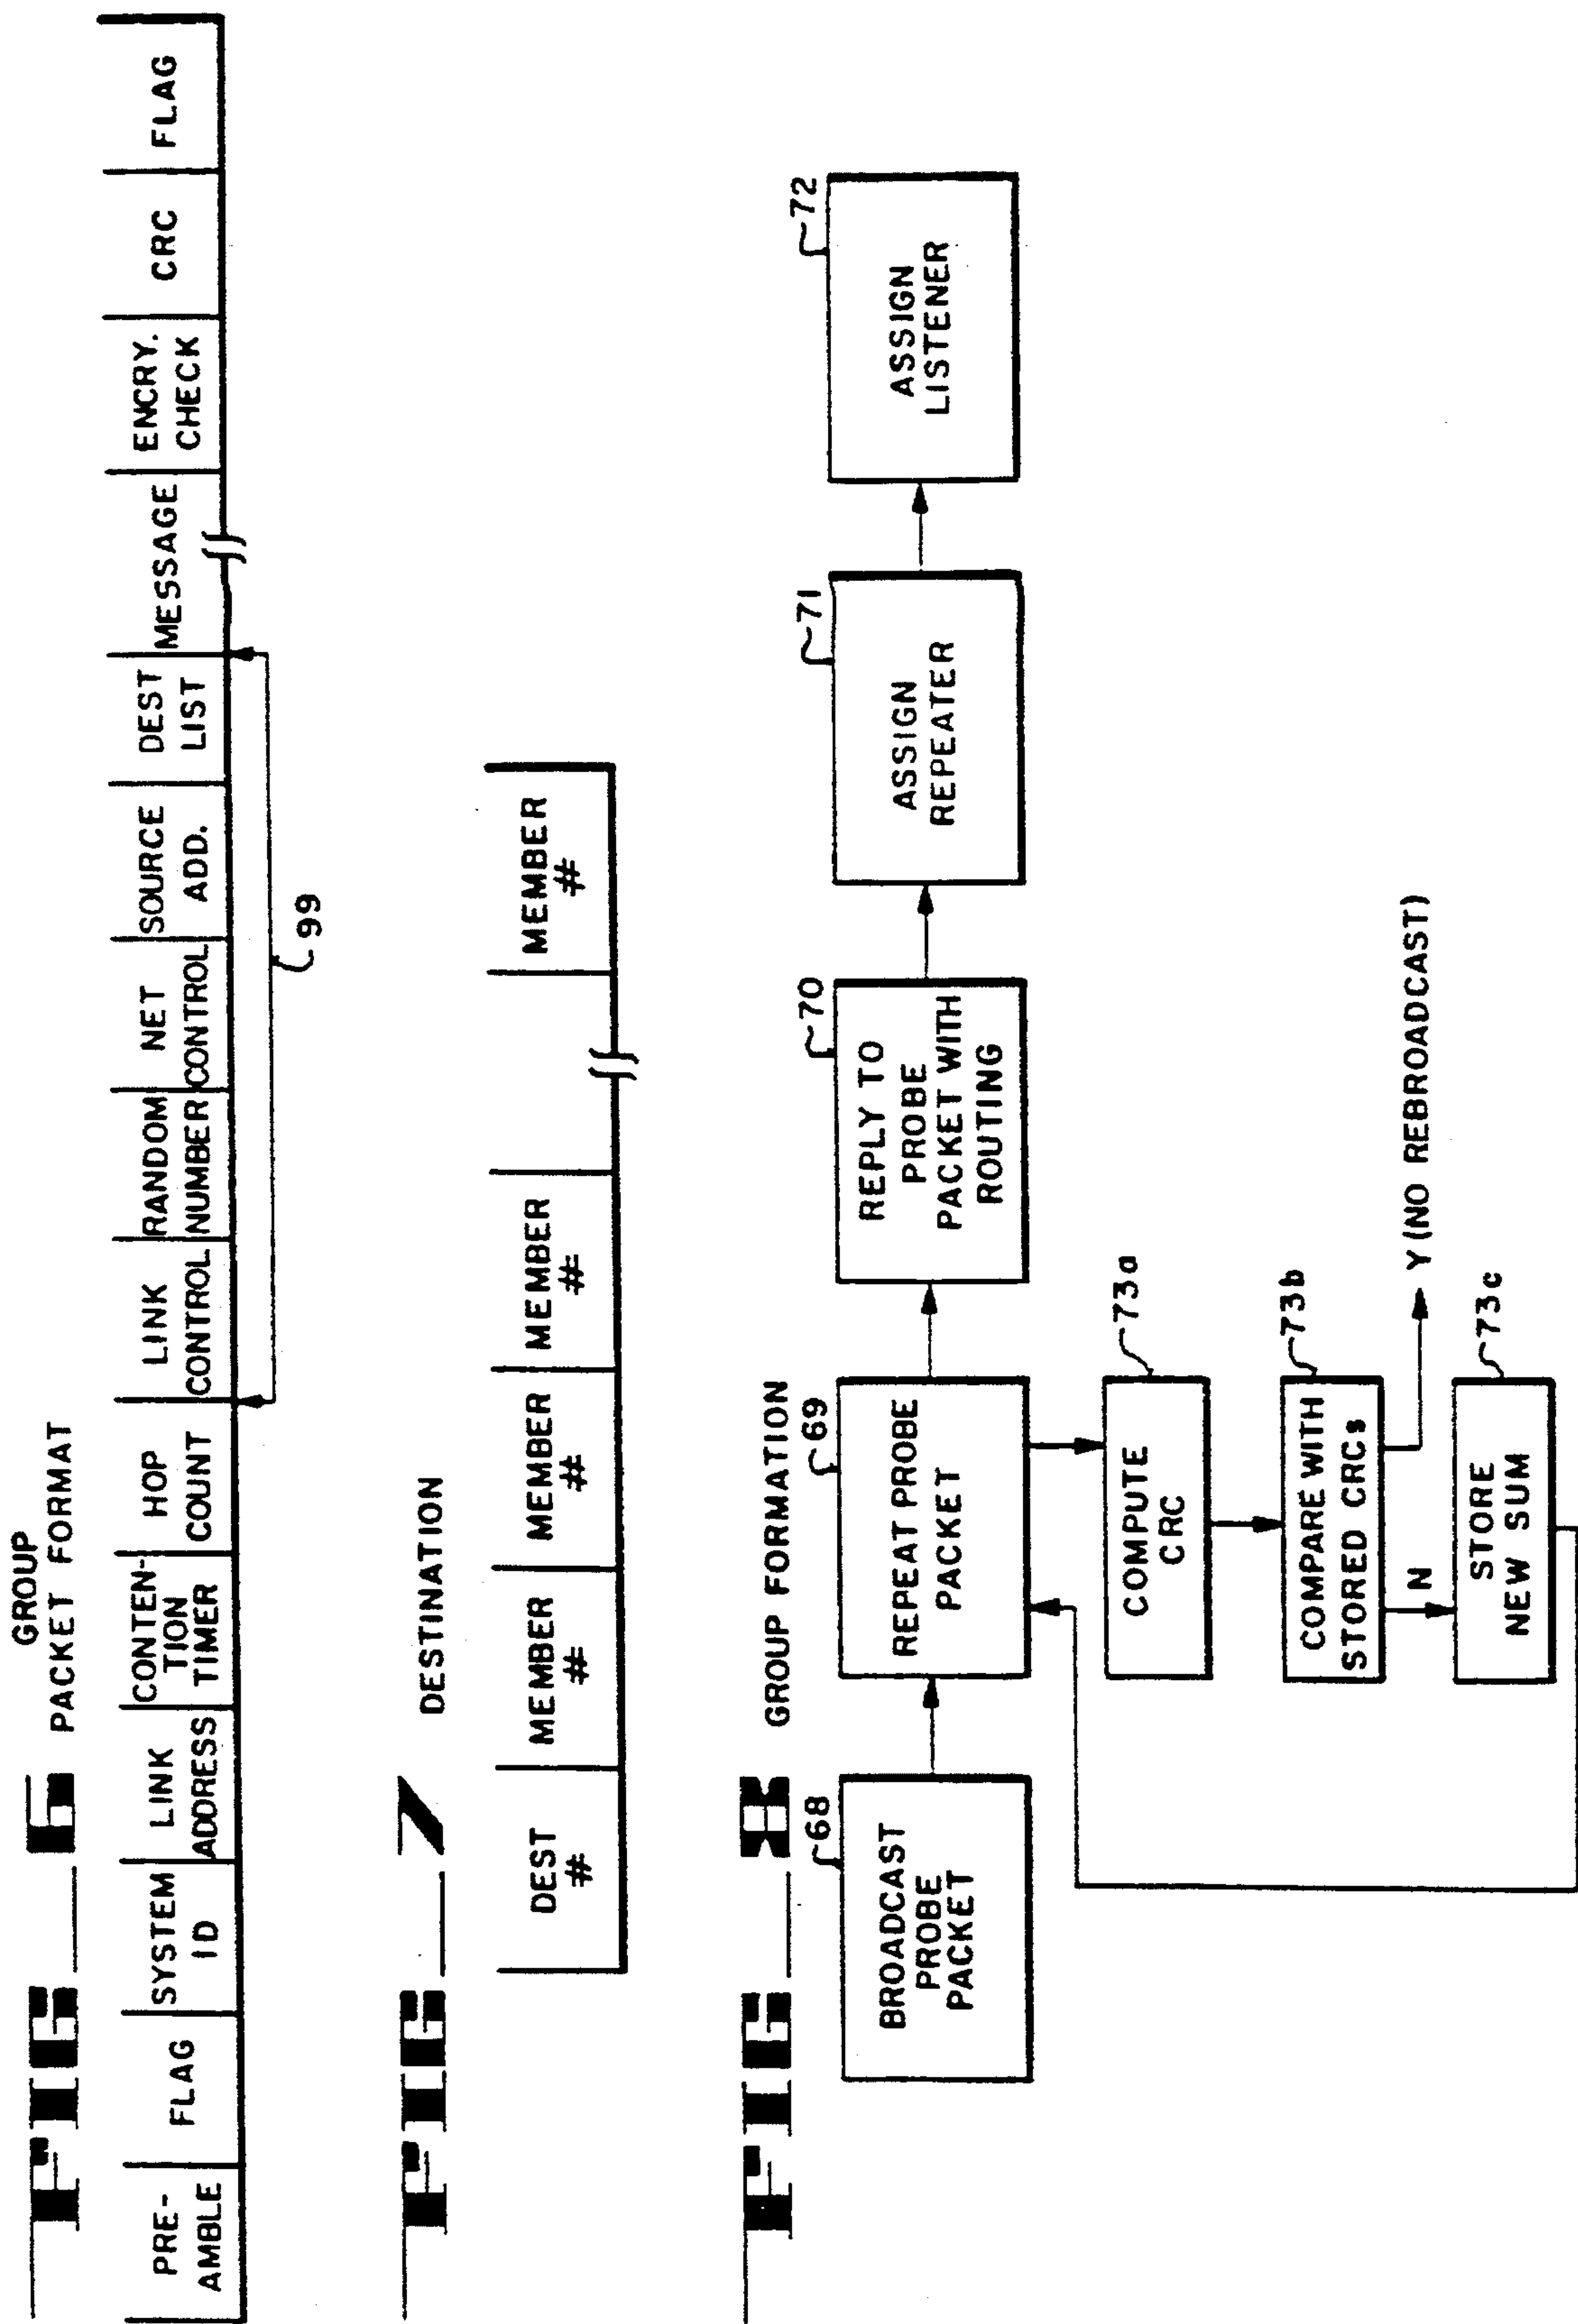 FIG_6
GROUP
PACKET FORMAT
PRE-
AMBLE
FLAG
SYSTEM
ID
LINK
ADDRESS
CONTEN-
TION
TIMER
HOP
COUNT
LINK
CONTROL
RANDOM
NUMBER
NET
CONTROL
SOURCE
ADD.
DEST
LIST
MESSAGE
ENCRY.
CHECK
CRC
FLAG
99
FIG_7
DESTINATION
DEST
#
MEMBER
#
MEMBER
#
MEMBER
#
MEMBER
#
FIG_8
GROUP FORMATION
68
BROADCAST
PROBE
PACKET
69
REPEAT PROBE
PACKET
70
REPLY TO
PROBE
PACKET WITH
ROUTING
71
ASSIGN
REPEATER
72
ASSIGN
LISTENER
73a
COMPUTE
CRC
73b
COMPARE WITH
STORED CRCs
Y (NO REBROADCAST)
N
73c
STORE
NEW SUM